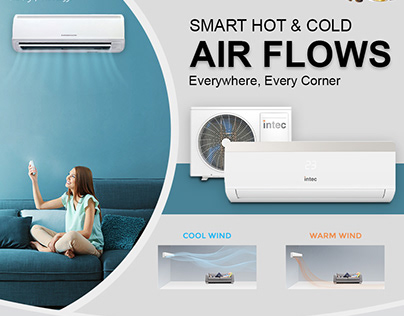 SMART HOT & COLD
AIR FLOWS
Everywhere, Every Corner
intec
intec
COOL WIND
WARM WIND